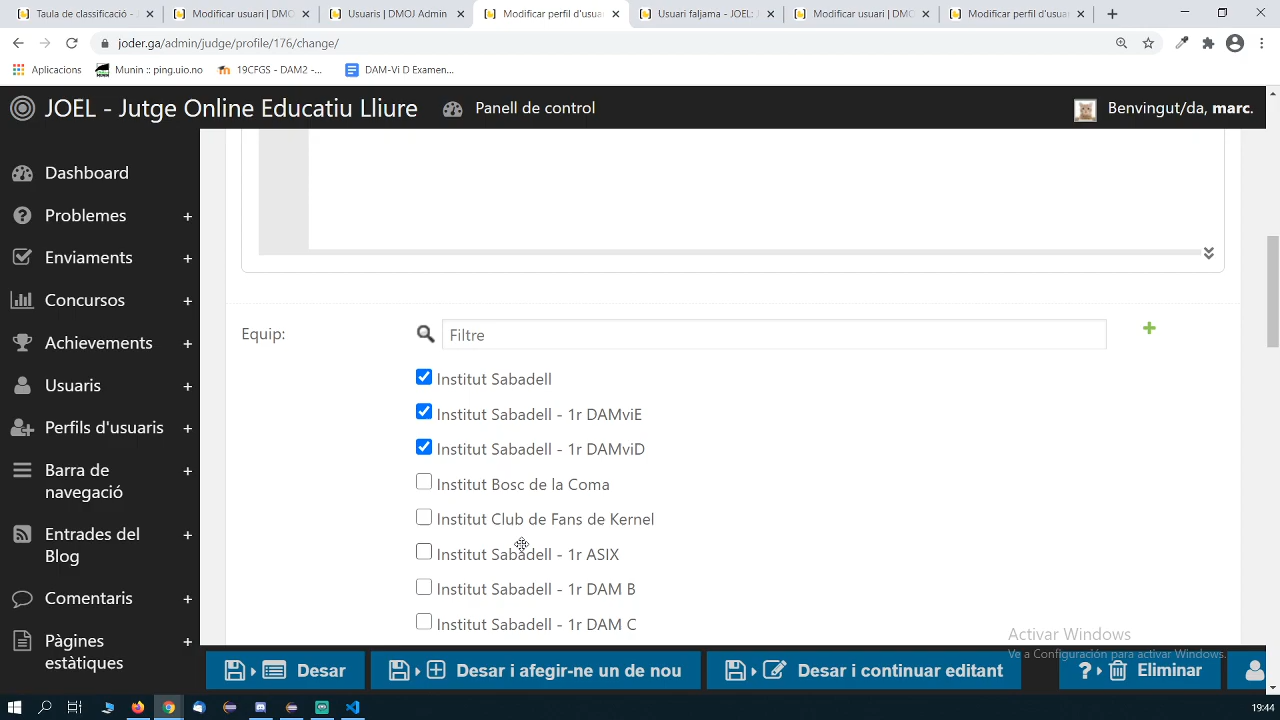 Taula de classificació -
Modificar usuari | DMO
Usuaris | DMOJ Admin
Modificar perfil d'usua
Usuari faljama - JOEL:
Modificar usuari | DMO
Modificar perfil d'usua
joder.ga/admin/judge/profile/176/change/
Aplicacions
Munin :: ping.uio.no
19CFGS - DAM2 -...
DAM-Vi D Examen...
JOEL - Jutge Online Educatiu Lliure
Panell de control
Benvingut/da, marc.
Dashboard
Problemes +
Enviaments +
Concursos +
Achievements +
Usuaris +
Perfils d'usuaris +
Barra de navegació +
Entrades del Blog +
Comentaris +
Pàgines estàtiques +
Equip:
Filtre
Institut Sabadell
Institut Sabadell - 1r DAMviE
Institut Sabadell - 1r DAMviD
Institut Bosc de la Coma
Institut Club de Fans de Kernel
Institut Sabadell - 1r ASIX
Institut Sabadell - 1r DAM B
Institut Sabadell - 1r DAM C
Activar Windows
Ve a Configuración para activar Windows.
Desar
Desar i afegir-ne un de nou
Desar i continuar editant
Eliminar
19:44